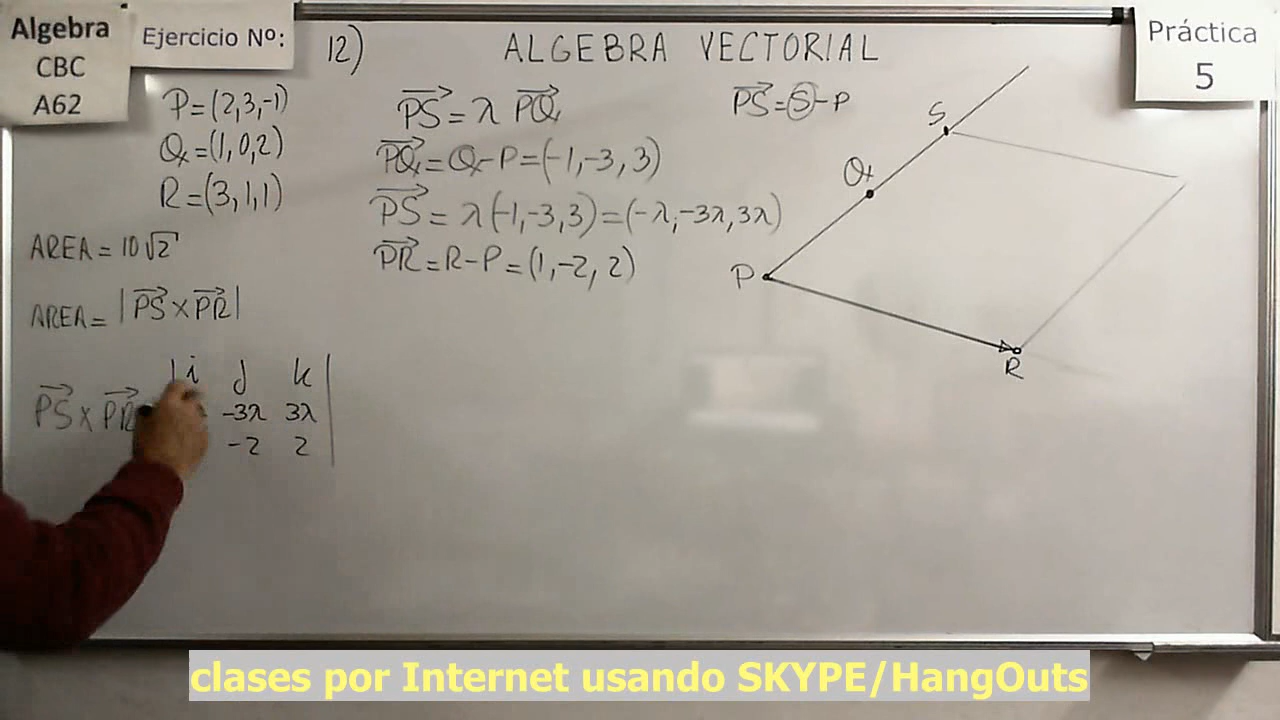 Algebra
CBC
A62
Ejercicio Nº:
12)
ALGEBRA VECTORIAL
Práctica
5
P=(2,3,-1)
Q=(1,0,2)
R=(3,1,1)
AREA=10√2
AREA=|PS×PR|
PS=λ PQ
PQ=Q-P=(-1,-3,3)
PS=λ(-1,-3,3)=(-λ,-3λ,3λ)
PR=R-P=(1,-2,2)
PS=S-P
S
Q
P
R
|i j k|
PS×PR -3λ 3λ
-2 2
clases por Internet usando SKYPE/HangOuts